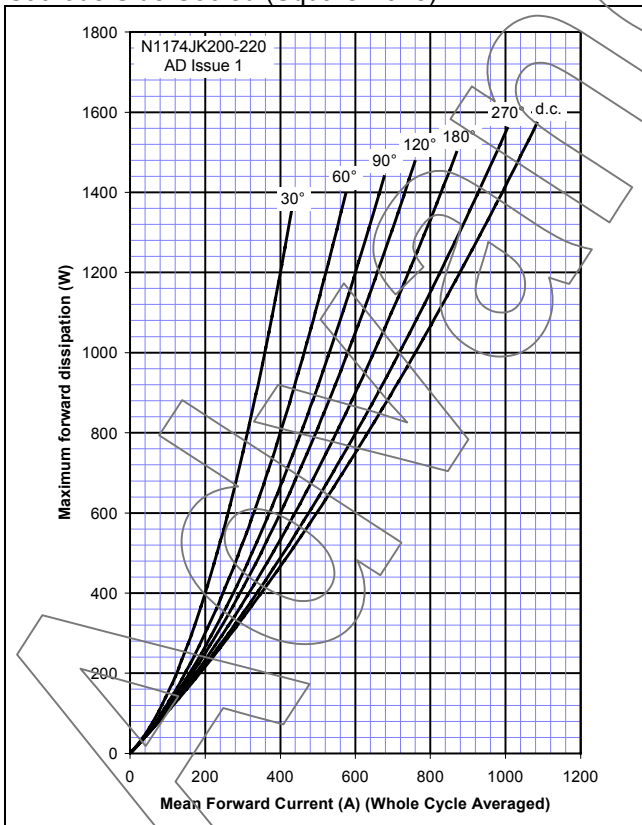 N1174JK200-220
AD Issue 1
1800
1600
1400
1200
1000
800
600
400
200
0
30°
60°
90°
120°
180°
270°
d.c.
Maximum forward dissipation (W)
0 200 400 600 800 1000 1200
Mean Forward Current (A) (Whole Cycle Averaged)